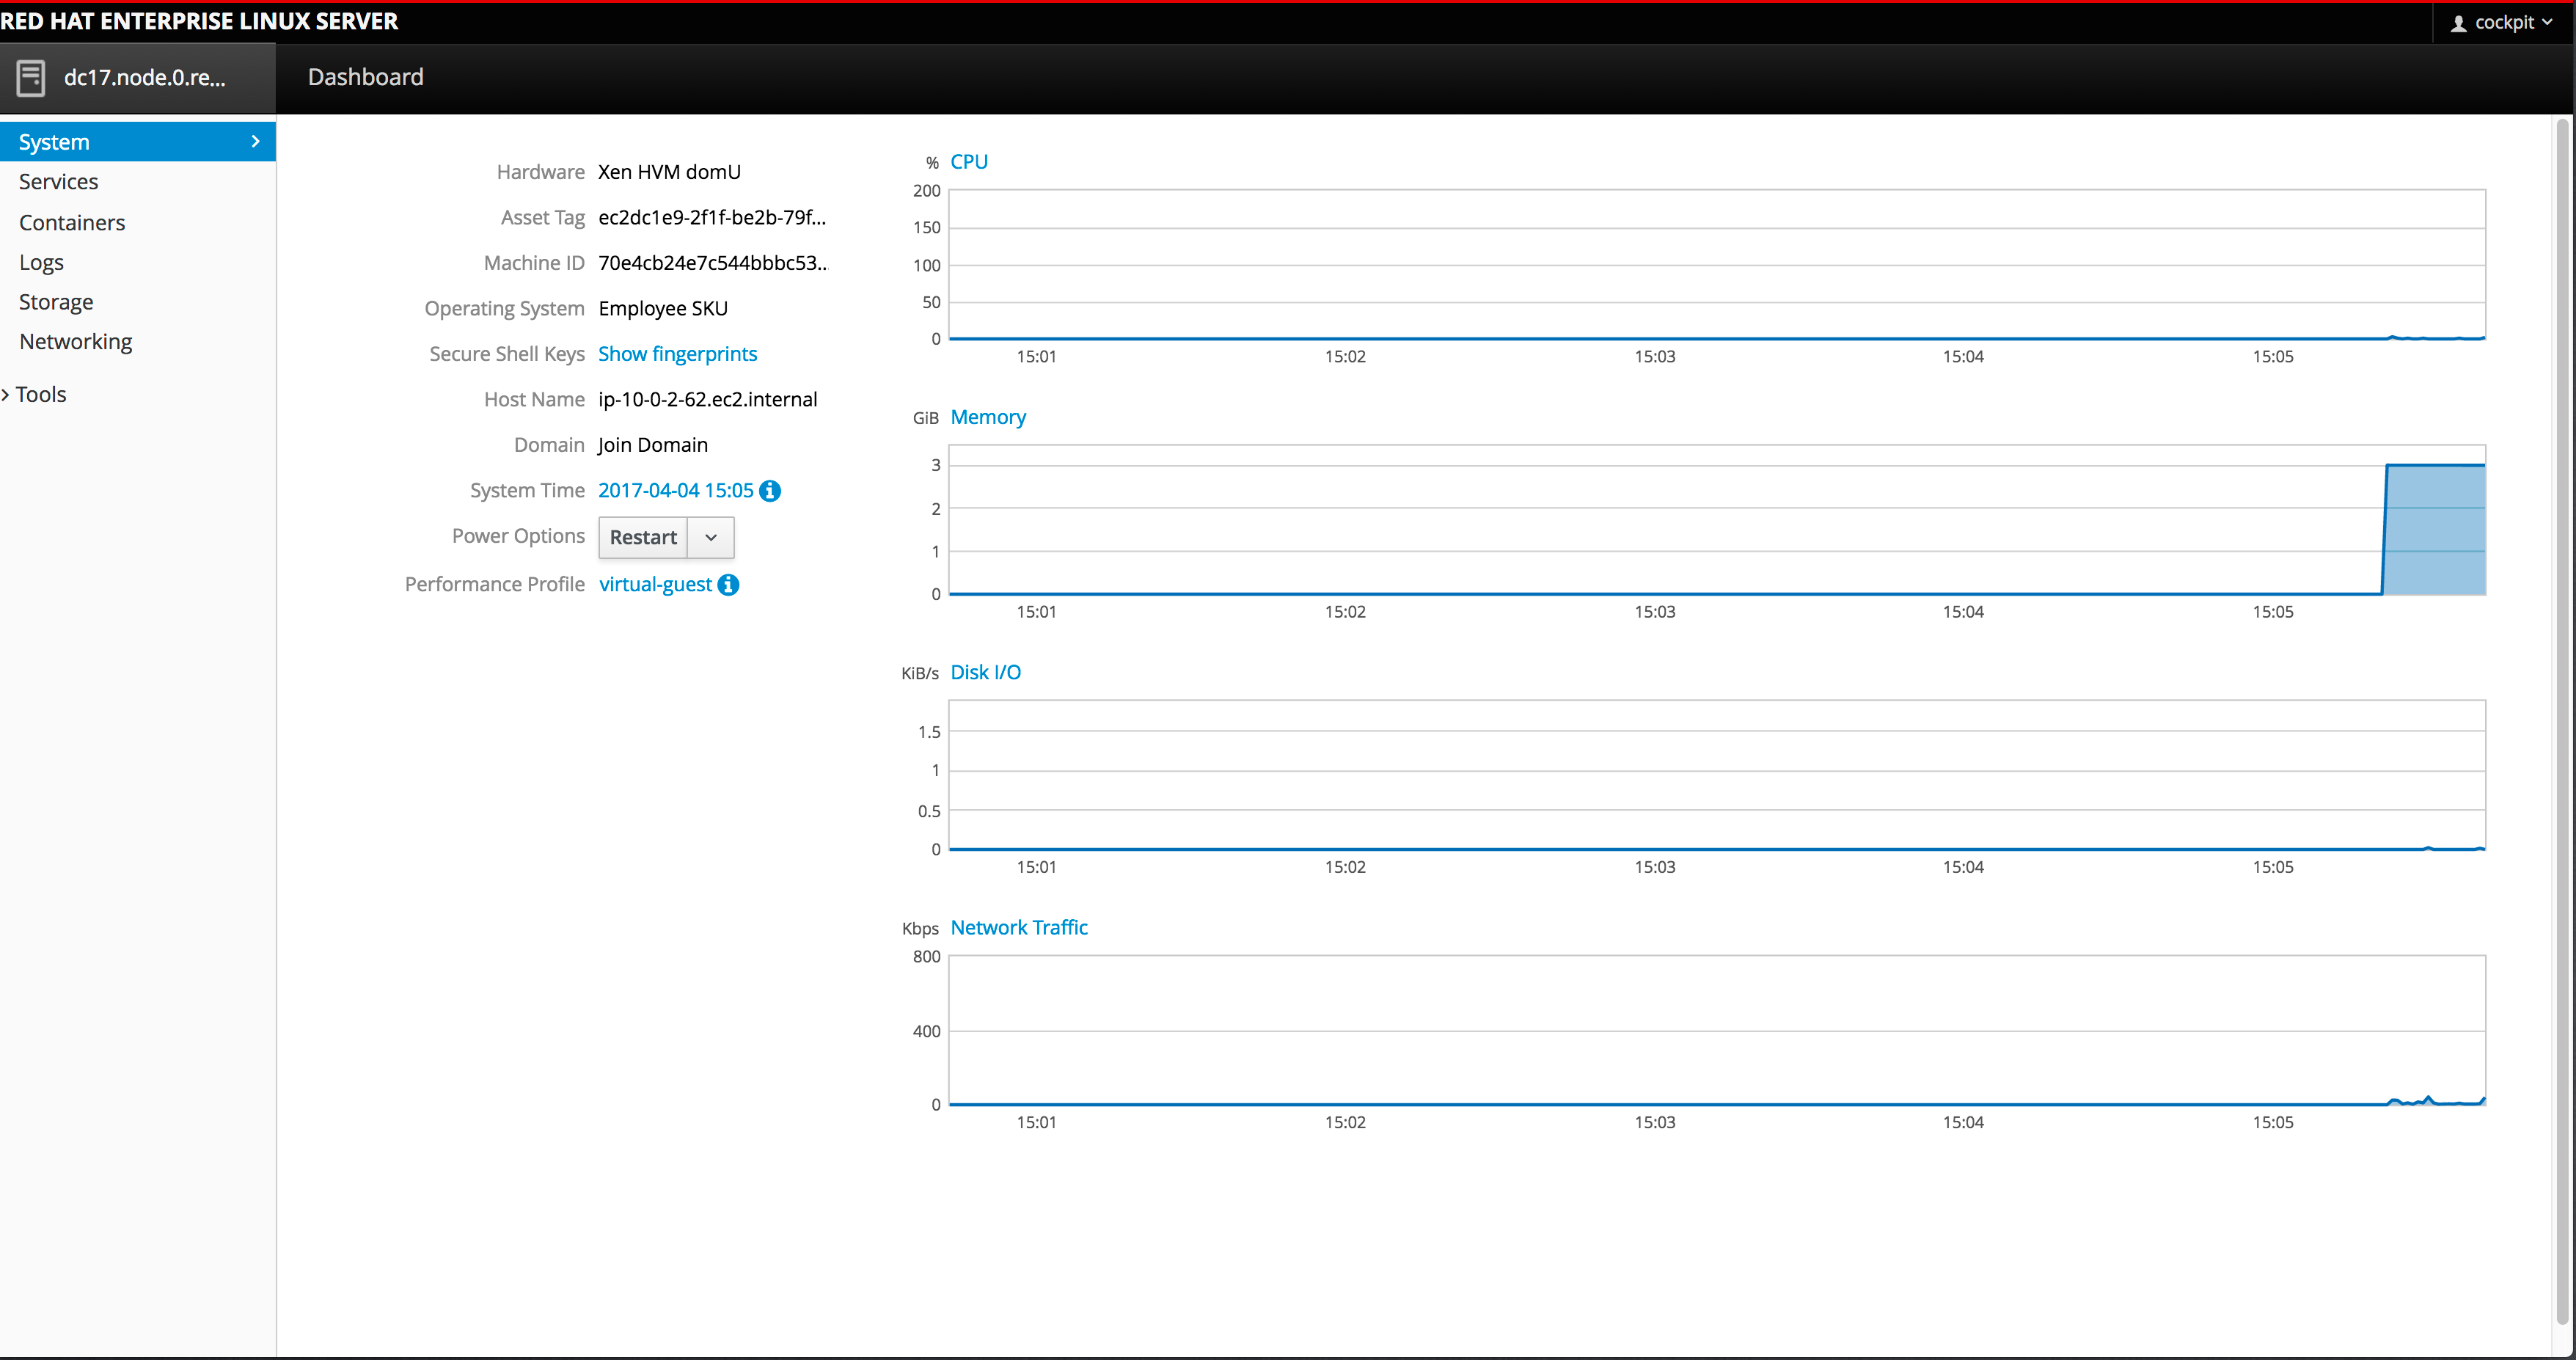 RED HAT ENTERPRISE LINUX SERVER
cockpit
dc17.node.0.re...
Dashboard
System
Services
Containers
Logs
Storage
Networking
Tools
Hardware Xen HVM domU
Asset Tag ec2dc1e9-2f1f-be2b-79f...
Machine ID 70e4cb24e7c544bbbc53...
Operating System Employee SKU
Secure Shell Keys Show fingerprints
Host Name ip-10-0-2-62.ec2.internal
Domain Join Domain
System Time 2017-04-04 15:05
Power Options Restart
Performance Profile virtual-guest
% CPU
200
150
100
50
0
15:01 15:02 15:03 15:04 15:05
GiB Memory
3
2
1
0
15:01 15:02 15:03 15:04 15:05
KiB/s Disk I/O
1.5
1
0.5
0
15:01 15:02 15:03 15:04 15:05
Kbps Network Traffic
800
400
0
15:01 15:02 15:03 15:04 15:05